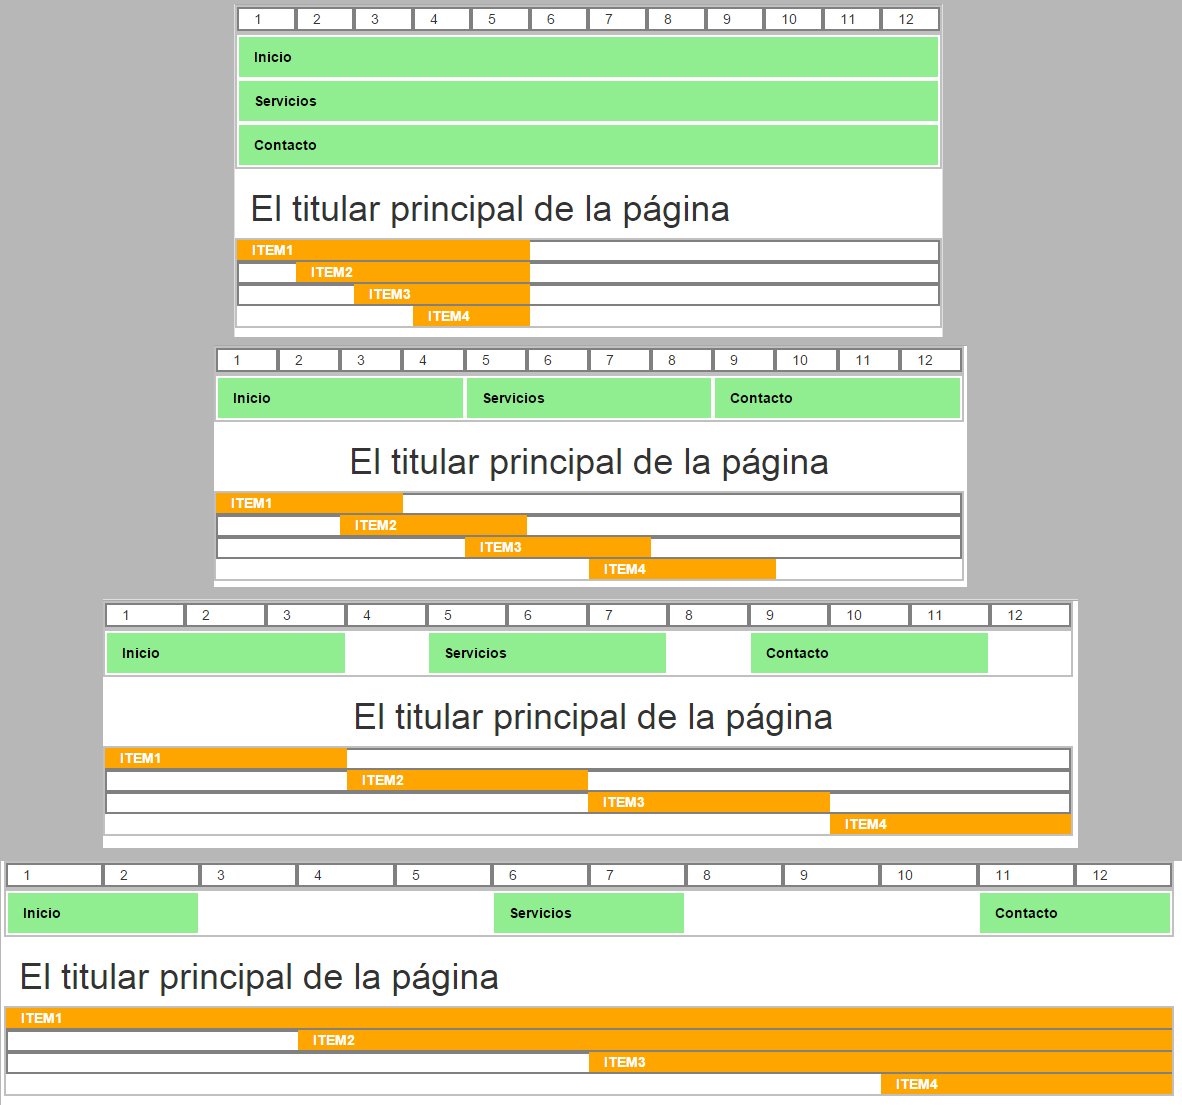 1 2 3 4 5 6 7 8 9 10 11 12
Inicio
Servicios
Contacto
El titular principal de la página
ITEM1
ITEM2
ITEM3
ITEM4
1 2 3 4 5 6 7 8 9 10 11 12
Inicio Servicios Contacto
El titular principal de la página
ITEM1
ITEM2
ITEM3
ITEM4
1 2 3 4 5 6 7 8 9 10 11 12
Inicio Servicios Contacto
El titular principal de la página
ITEM1
ITEM2
ITEM3
ITEM4
1 2 3 4 5 6 7 8 9 10 11 12
Inicio Servicios Contacto
El titular principal de la página
ITEM1
ITEM2
ITEM3
ITEM4